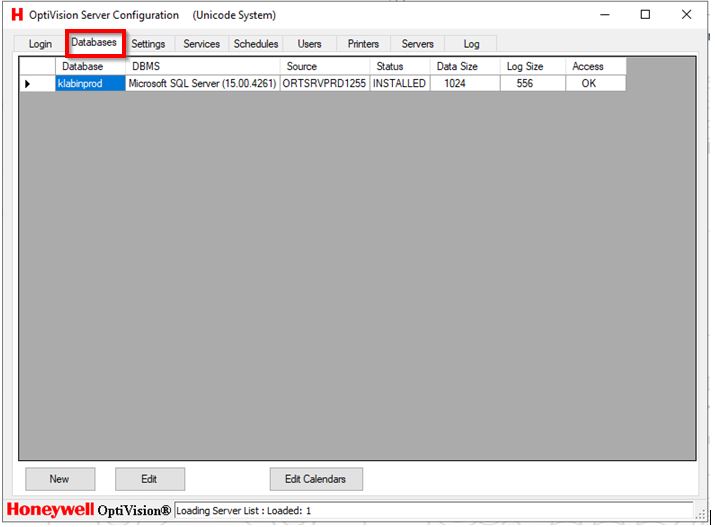 H OptiVision Server Configuration (Unicode System)
Login Databases Settings Services Schedules Users Printers Servers Log
Database DBMS Source Status Data Size Log Size Access
klabinprod Microsoft SQL Server (15.00.4261) ORTSRVPRD1255 INSTALLED 1024 556 OK
New Edit Edit Calendars
Honeywell OptiVision® Loading Server List : Loaded: 1